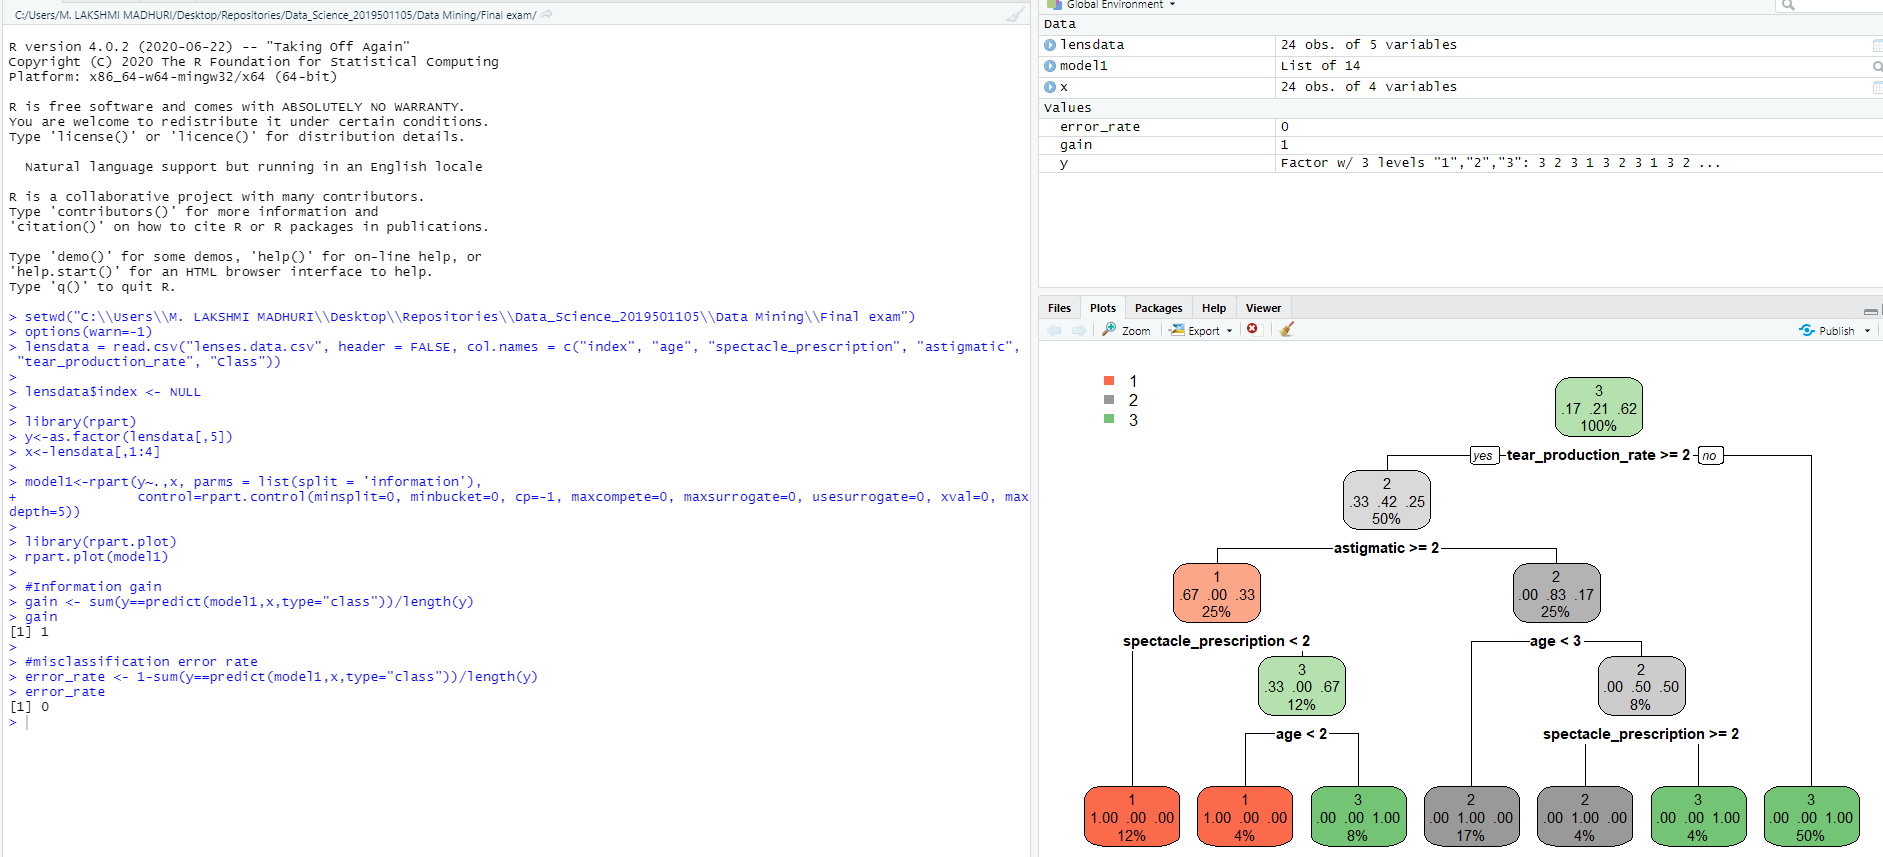 C:/Users/M. LAKSHMI MADHURI/Desktop/Repositories/Data_Science_2019501105/Data Mining/Final exam/
R version 4.0.2 (2020-06-22) -- "Taking Off Again"
Copyright (C) 2020 The R Foundation for Statistical Computing
Platform: x86_64-w64-mingw32/x64 (64-bit)
R is free software and comes with ABSOLUTELY NO WARRANTY.
You are welcome to redistribute it under certain conditions.
Type 'license()' or 'licence()' for distribution details.
Natural language support but running in an English locale
R is a collaborative project with many contributors.
Type 'contributors()' for more information and
'citation()' on how to cite R or R packages in publications.
Type 'demo()' for some demos, 'help()' for on-line help, or
'help.start()' for an HTML browser interface to help.
Type 'q()' to quit R.
> setwd("C:\\Users\\M. LAKSHMI MADHURI\\Desktop\\Repositories\\Data_Science_2019501105\\Data Mining\\Final exam")
> options(warn=-1)
> lensdata = read.csv("lenses.data.csv", header = FALSE, col.names = c("index", "age", "spectacle_prescription", "astigmatic",
"tear_production_rate", "Class"))
>
> lensdata$index <- NULL
>
> library(rpart)
> y<-as.factor(lensdata[,5])
> x<-lensdata[,1:4]
>
> model1<-rpart(y~.,x, parms = list(split = 'information'),
+ control=rpart.control(minsplit=0, minbucket=0, cp=-1, maxcompete=0, maxsurrogate=0, usesurrogate=0, xval=0, max
depth=5))
>
> library(rpart.plot)
> rpart.plot(model1)
>
> #Information gain
> gain <- sum(y==predict(model1,x,type="class"))/length(y)
> gain
[1] 1
>
> #misclassification error rate
> error_rate <- 1-sum(y==predict(model1,x,type="class"))/length(y)
> error_rate
[1] 0
>
Global Environment
Data
lensdata 24 obs. of 5 variables
model1 List of 14
x 24 obs. of 4 variables
Values
error_rate 0
gain 1
y Factor w/ 3 levels "1","2","3": 3 2 3 1 3 2 3 1 3 2 ...
Files Plots Packages Help Viewer
Zoom Export Publish
1
2
3
3
.17 .21 .62
100%
yes tear_production_rate >= 2 no
2
.33 .42 .25
50%
astigmatic >= 2
1
.67 .00 .33
25%
2
.00 .83 .17
25%
spectacle_prescription < 2
age < 3
3
.33 .00 .67
12%
2
.00 .50 .50
8%
age < 2
spectacle_prescription >= 2
1
1.00 .00 .00
12%
1
1.00 .00 .00
4%
3
.00 .00 1.00
8%
2
.00 1.00 .00
17%
2
.00 1.00 .00
4%
3
.00 .00 1.00
4%
3
.00 .00 1.00
50%